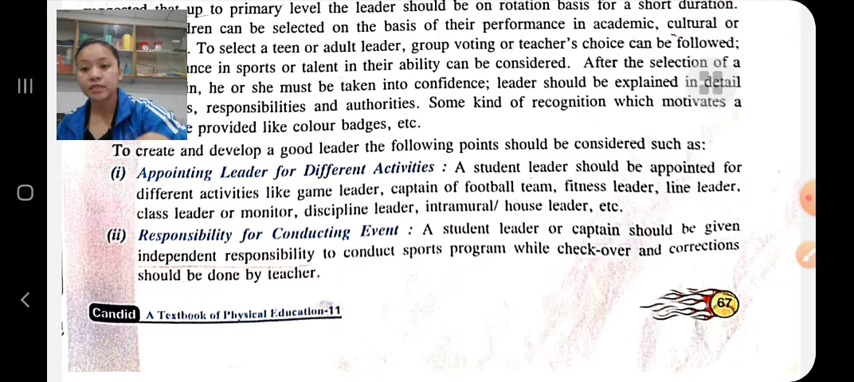 up to primary level the leader should be on rotation basis for a short duration.
ren can be selected on the basis of their performance in academic, cultural or
. To select a teen or adult leader, group voting or teacher's choice can be followed;
nce in sports or talent in their ability can be considered. After the selection of a
n, he or she must be taken into confidence; leader should be explained in detail
s, responsibilities and authorities. Some kind of recognition which motivates a
e provided like colour badges, etc.
To create and develop a good leader the following points should be considered such as:
(i) Appointing Leader for Different Activities : A student leader should be appointed for
different activities like game leader, captain of football team, fitness leader, line leader,
class leader or monitor, discipline leader, intramural/ house leader, etc.
(ii) Responsibility for Conducting Event : A student leader or captain should be given
independent responsibility to conduct sports program while check-over and corrections
should be done by teacher.
Candid A Textbook of Physical Education-11
67